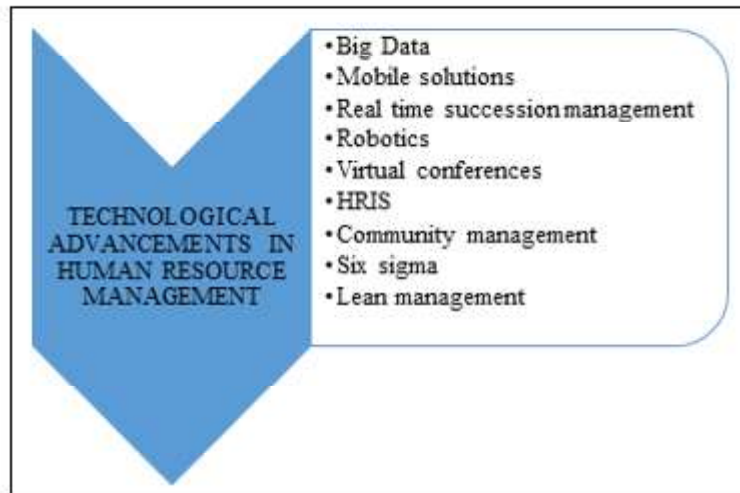 TECHNOLOGICAL
ADVANCEMENTS IN
HUMAN RESOURCE
MANAGEMENT
•Big Data
•Mobile solutions
•Real time succession management
•Robotics
•Virtual conferences
•HRIS
•Community management
•Six sigma
•Lean management